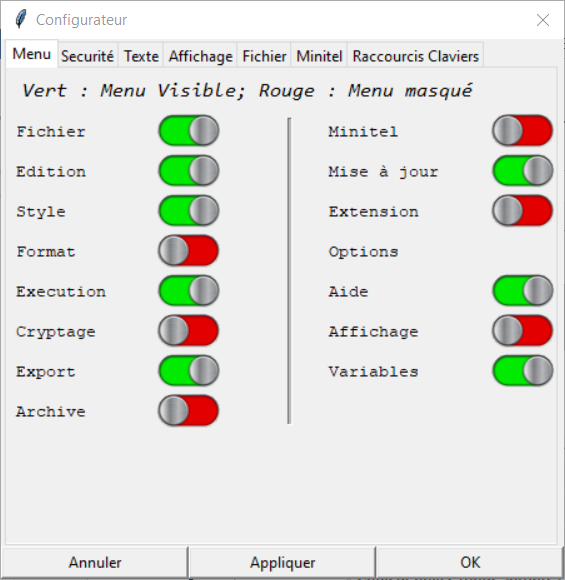 Configurateur
Menu Securité Texte Affichage Fichier Minitel Raccourcis Claviers
Vert : Menu Visible; Rouge : Menu masqué
Fichier
Edition
Style
Format
Execution
Cryptage
Export
Archive
Minitel
Mise à jour
Extension
Options
Aide
Affichage
Variables
Annuler Appliquer OK